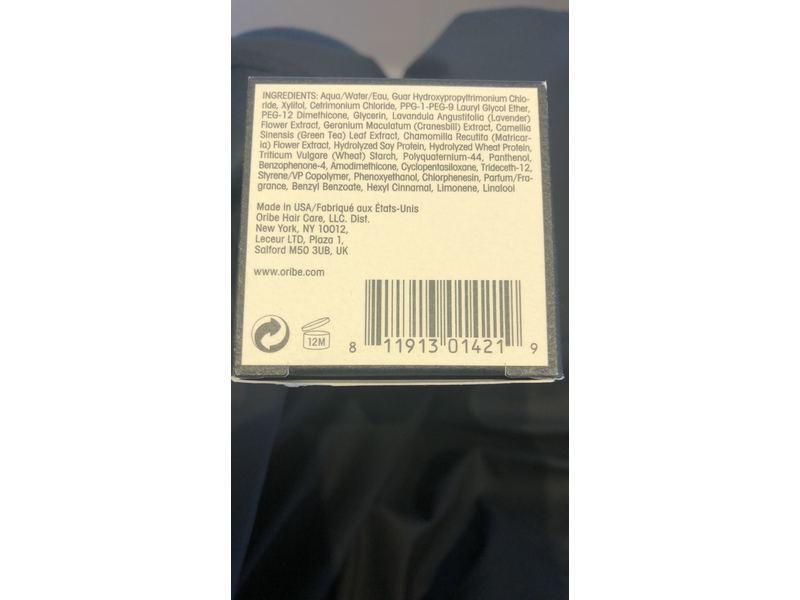 INGREDIENTS: Aqua/Water/Eau, Guar Hydroxypropyltrimonium Chlo-
ride, Xylitol, Cetrimonium Chloride, PPG-1-PEG-9 Lauryl Glycol Ether,
PEG-12 Dimethicone, Glycerin, Lavandula Angustifolia (Lavender)
Flower Extract, Geranium Maculatum (Cranesbill) Extract, Camellia
Sinensis (Green Tea) Leaf Extract, Chamomilla Recutita (Matricar-
ia) Flower Extract, Hydrolyzed Soy Protein, Hydrolyzed Wheat Protein,
Triticum Vulgare (Wheat) Starch, Polyquaternium-44, Panthenol,
Benzophenone-4, Amodimethicone, Cyclopentasiloxane, Trideceth-12,
Styrene/VP Copolymer, Phenoxyethanol, Chlorphenesin, Parfum/Fra-
grance, Benzyl Benzoate, Hexyl Cinnamal, Limonene, Linalool
Made in USA/Fabriqué aux États-Unis
Oribe Hair Care, LLC. Dist.
New York, NY 10012,
Leceur LTD, Plaza 1,
Salford M50 3UB, UK
www.oribe.com
12M
8 11913 01421 9